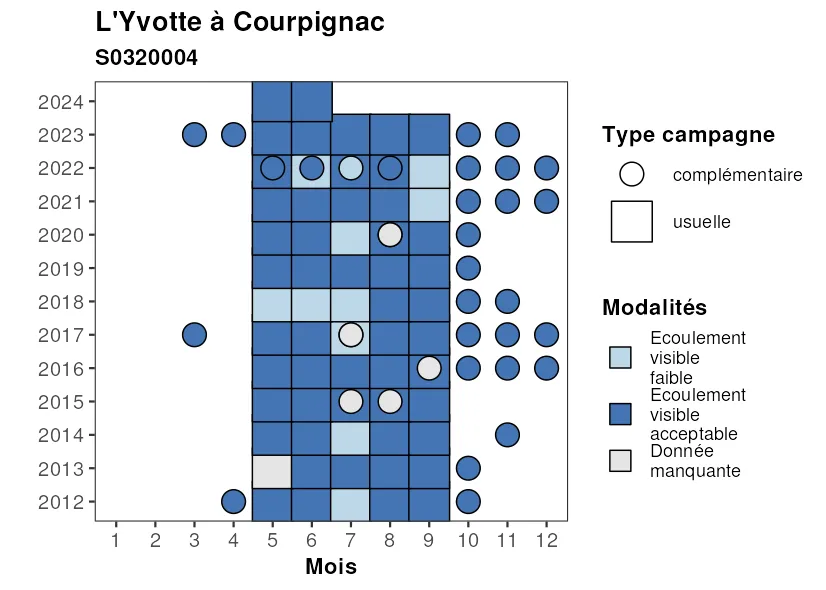 L'Yvotte à Courpignac
S0320004
2024
2023
2022
2021
2020
2019
2018
2017
2016
2015
2014
2013
2012
1 2 3 4 5 6 7 8 9 10 11 12
Mois
Type campagne
complémentaire
usuelle
Modalités
Ecoulement
visible
faible
Ecoulement
visible
acceptable
Donnée
manquante